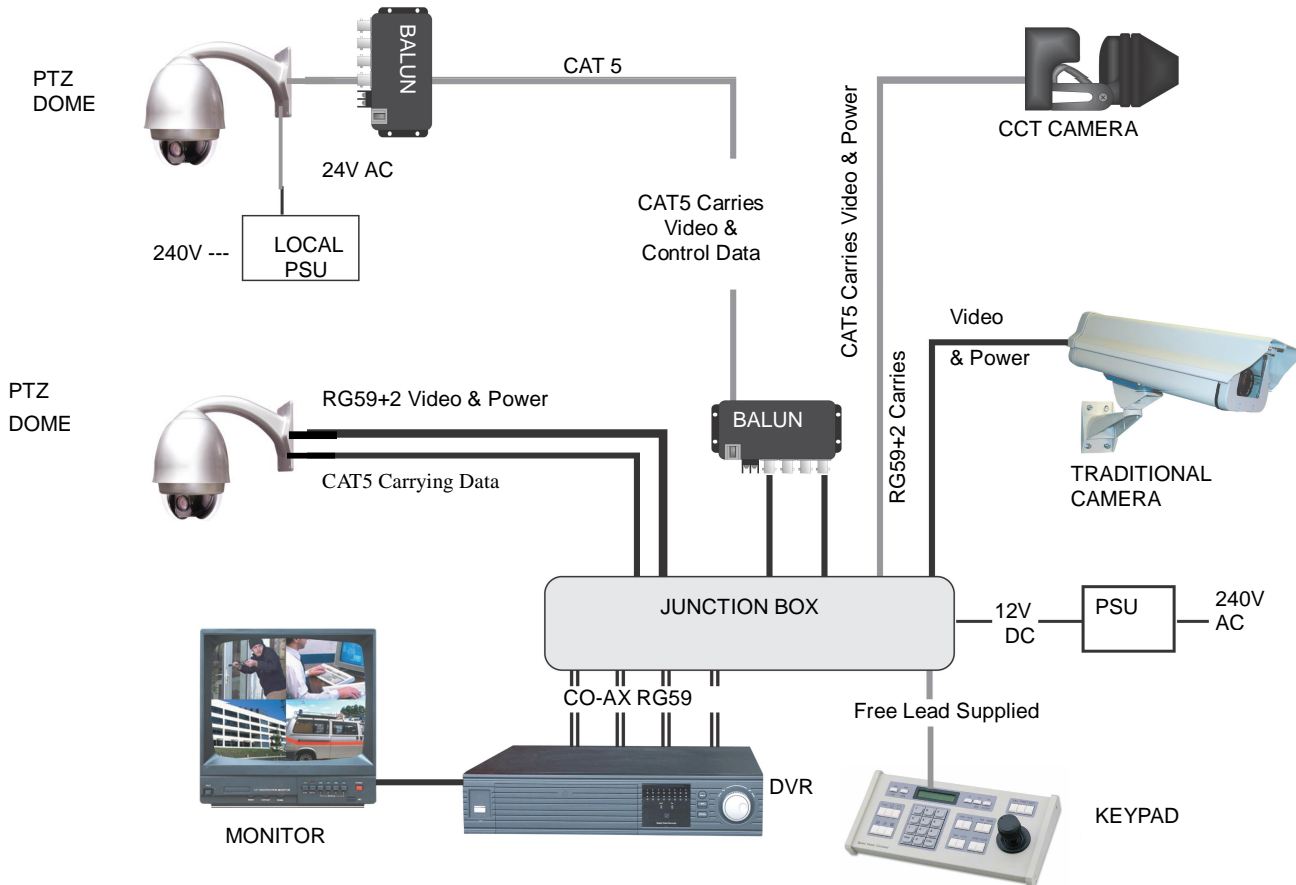 PTZ
DOME
BALUN
CAT 5
24V AC
240V ---
LOCAL
PSU
CAT5 Carries
Video &
Control Data
CAT5 Carries Video & Power
CCT CAMERA
PTZ
DOME
RG59+2 Video & Power
CAT5 Carrying Data
BALUN
RG59+2 Carries
Video
& Power
TRADITIONAL
CAMERA
JUNCTION BOX
12V
DC
PSU
240V
AC
CO-AX RG59
Free Lead Supplied
MONITOR
DVR
KEYPAD